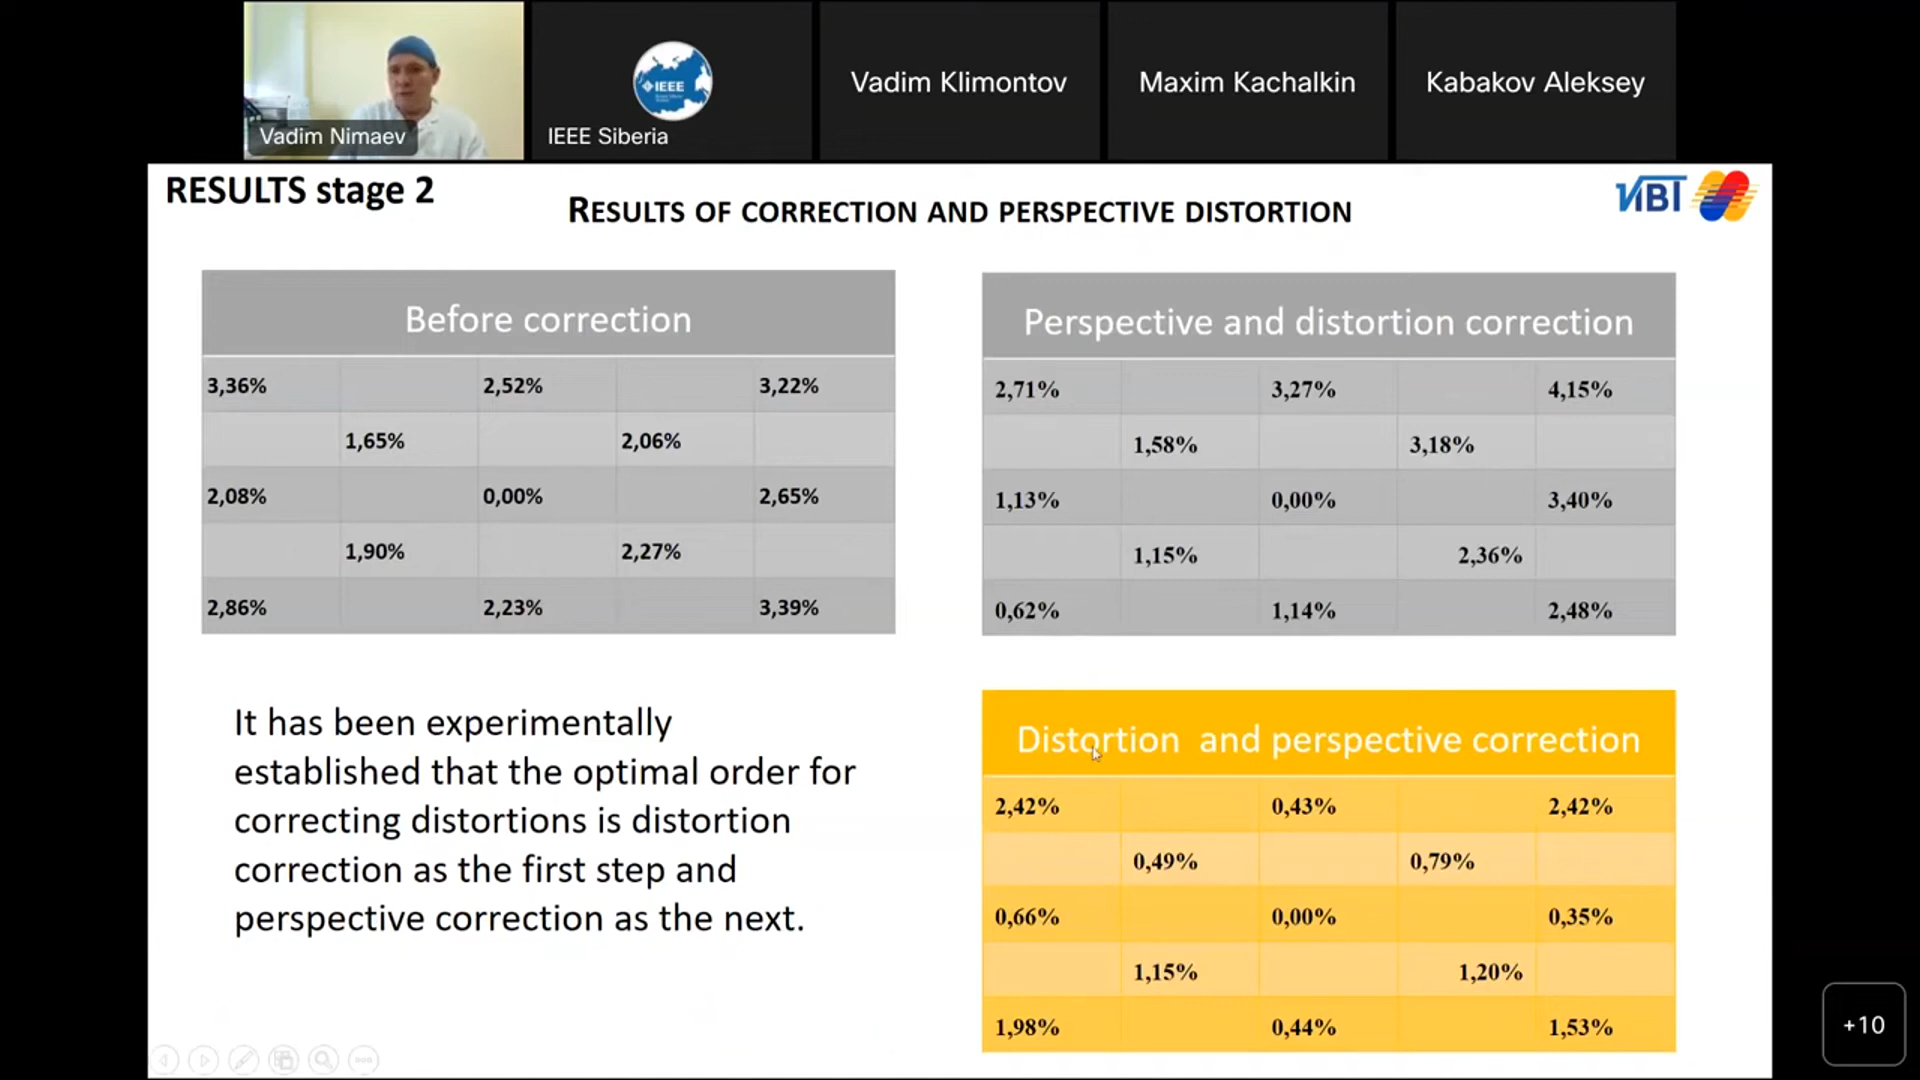 Vadim Nimaev
IEEE
IEEE Siberia
Vadim Klimontov
Maxim Kachalkin
Kabakov Aleksey
RESULTS stage 2
RESULTS OF CORRECTION AND PERSPECTIVE DISTORTION
Before correction
3,36% 2,52% 3,22%
1,65% 2,06%
2,08% 0,00% 2,65%
1,90% 2,27%
2,86% 2,23% 3,39%
Perspective and distortion correction
2,71% 3,27% 4,15%
1,58% 3,18%
1,13% 0,00% 3,40%
1,15% 2,36%
0,62% 1,14% 2,48%
It has been experimentally
established that the optimal order for
correcting distortions is distortion
correction as the first step and
perspective correction as the next.
Distortion and perspective correction
2,42% 0,43% 2,42%
0,49% 0,79%
0,66% 0,00% 0,35%
1,15% 1,20%
1,98% 0,44% 1,53%
+10